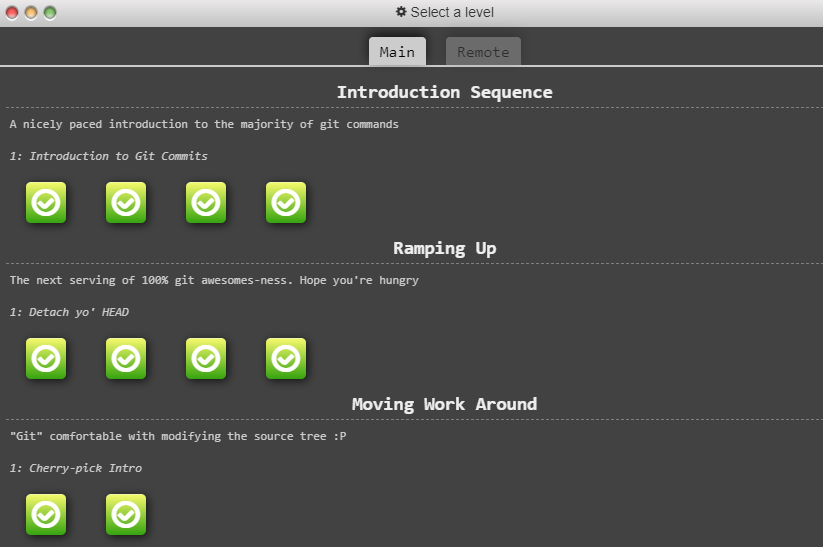 Select a level
Main
Remote
Introduction Sequence
A nicely paced introduction to the majority of git commands
1: Introduction to Git Commits
Ramping Up
The next serving of 100% git awesomes-ness. Hope you're hungry
1: Detach yo' HEAD
Moving Work Around
"Git" comfortable with modifying the source tree :P
1: Cherry-pick Intro